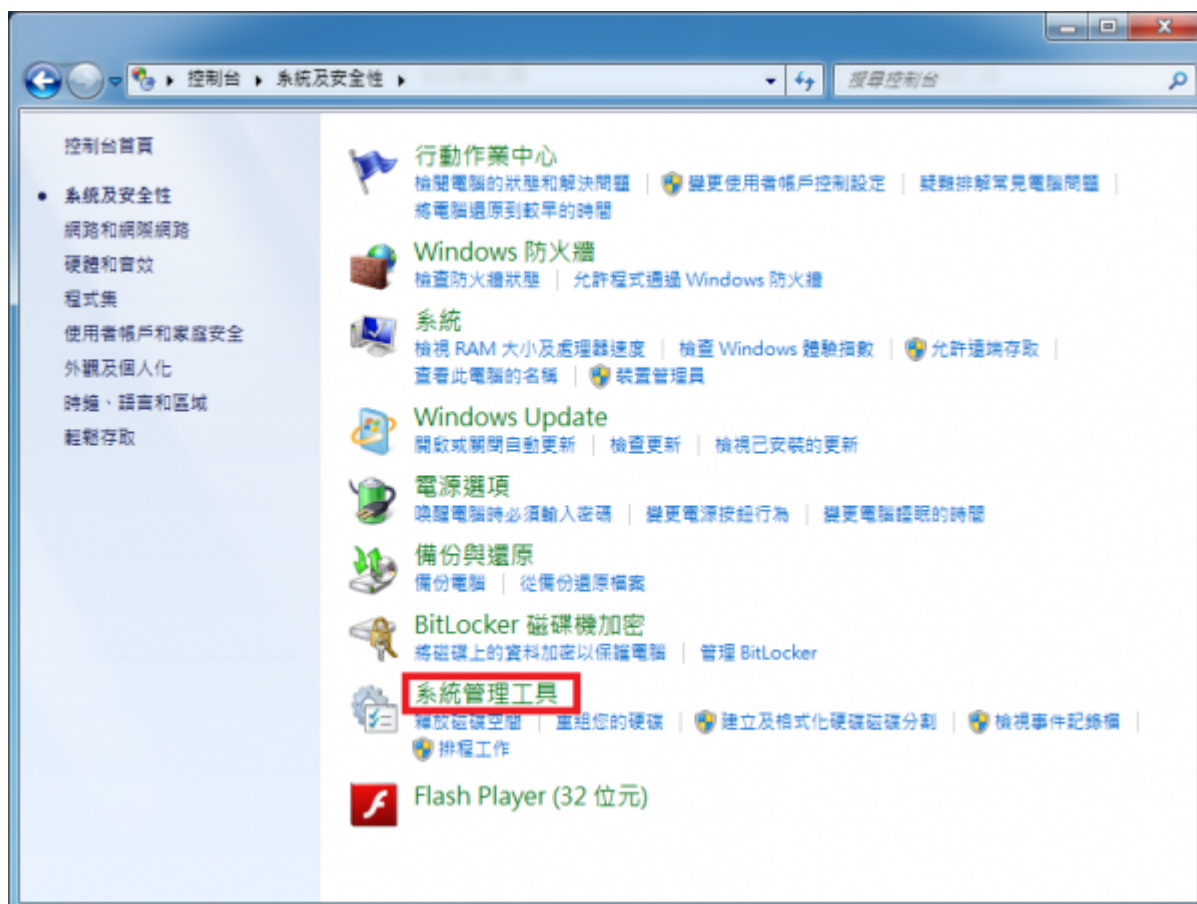 控制台 系統及安全性
搜尋控制台
控制台首頁
系統及安全性
網路和網際網路
硬體和音效
程式集
使用者帳戶和家庭安全
外觀及個人化
時鐘、語言和區域
輕鬆存取
行動作業中心
檢閱電腦的狀態和解決問題 變更使用者帳戶控制設定 疑難排解常見電腦問題
將電腦還原到較早的時間
Windows 防火牆
檢查防火牆狀態 允許程式通過 Windows 防火牆
系統
檢視 RAM 大小及處理器速度 檢查 Windows 體驗指數 允許遠端存取
查看此電腦的名稱 裝置管理員
Windows Update
開啟或關閉自動更新 檢查更新 檢視已安裝的更新
電源選項
喚醒電腦時必須輸入密碼 變更電源按鈕行為 變更電腦睡眠的時間
備份與還原
備份電腦 從備份還原檔案
BitLocker 磁碟機加密
將磁碟上的資料加密以保護電腦 管理 BitLocker
系統管理工具
釋放磁碟空間 重組您的硬碟 建立及格式化硬碟磁碟分割 檢視事件記錄檔
排程工作
Flash Player (32 位元)